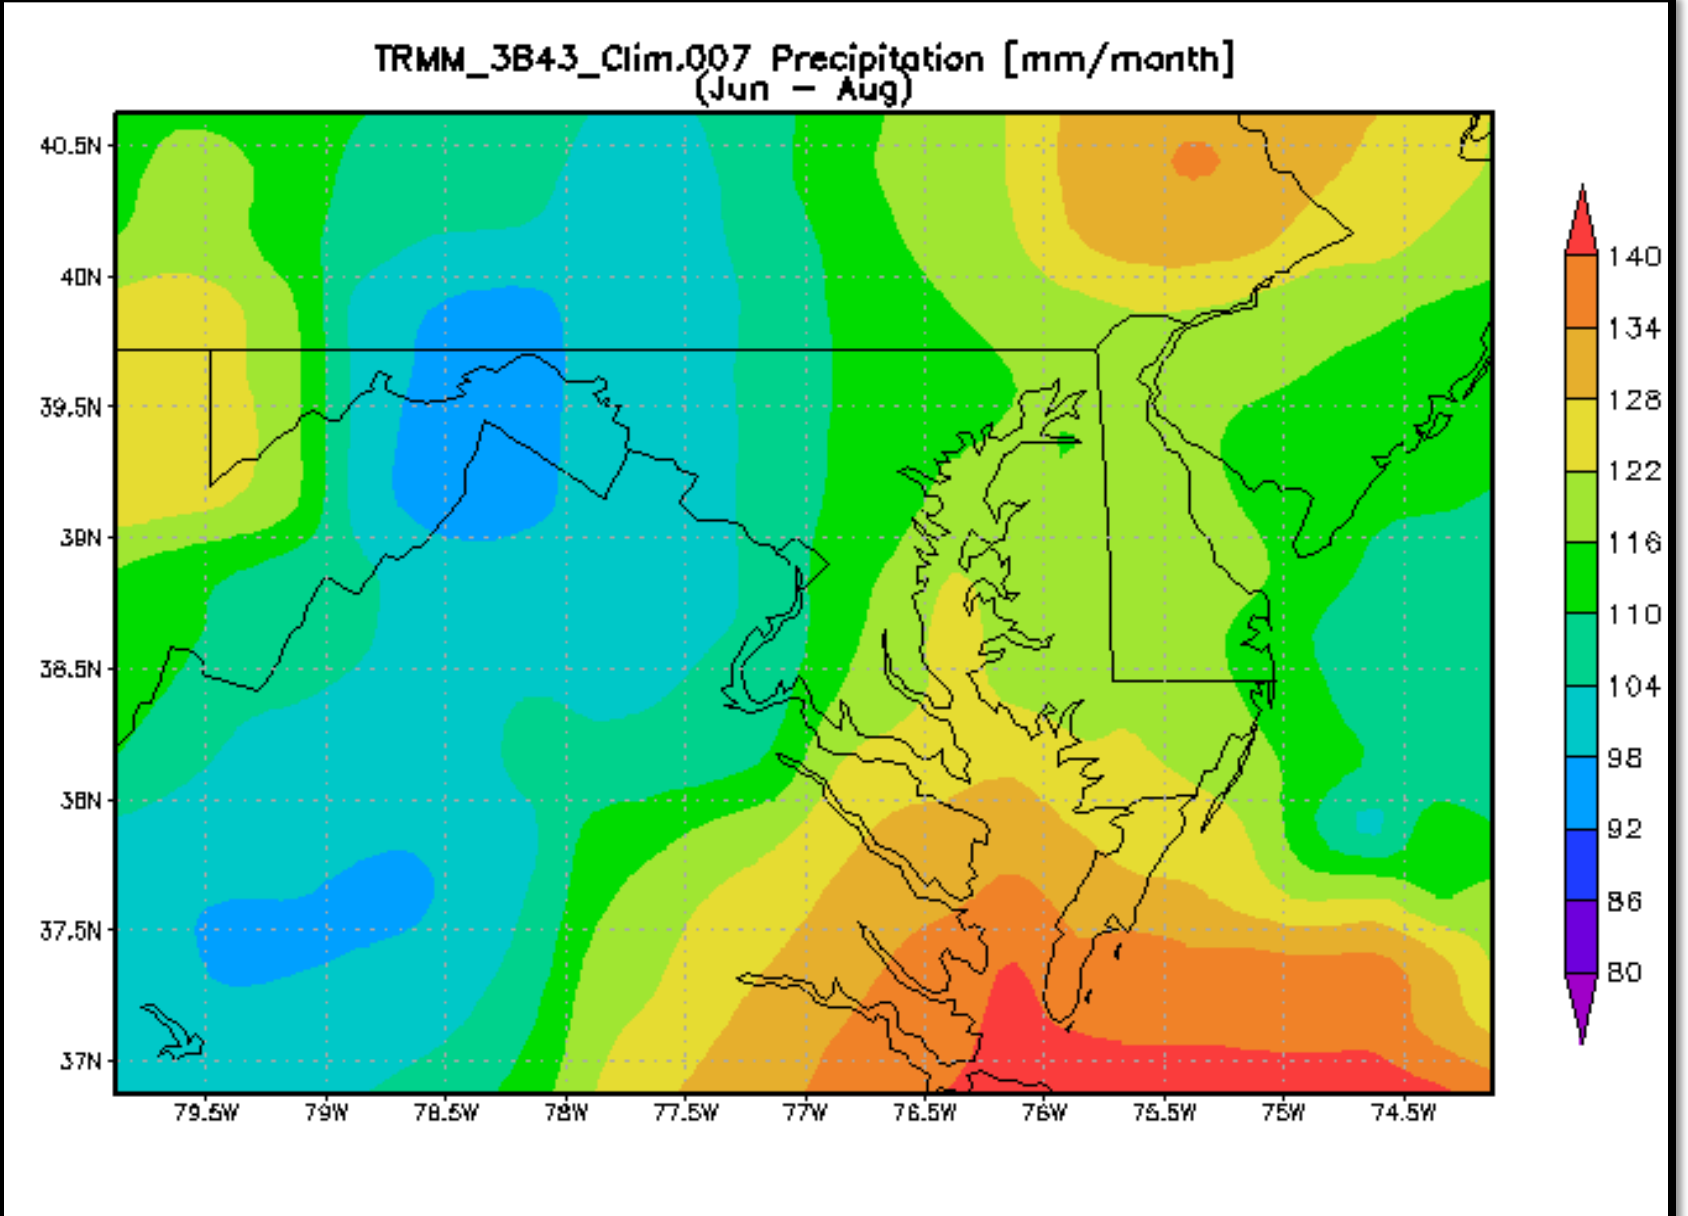 TRMM_3B43_Clim.007 Precipitation [mm/month]
(Jun – Aug)
40.5N
40N
39.5N
39N
38.5N
38N
37.5N
37N
79.5W 79W 78.5W 78W 77.5W 77W 76.5W 76W 75.5W 75W 74.5W
140
134
128
122
116
110
104
98
92
86
80